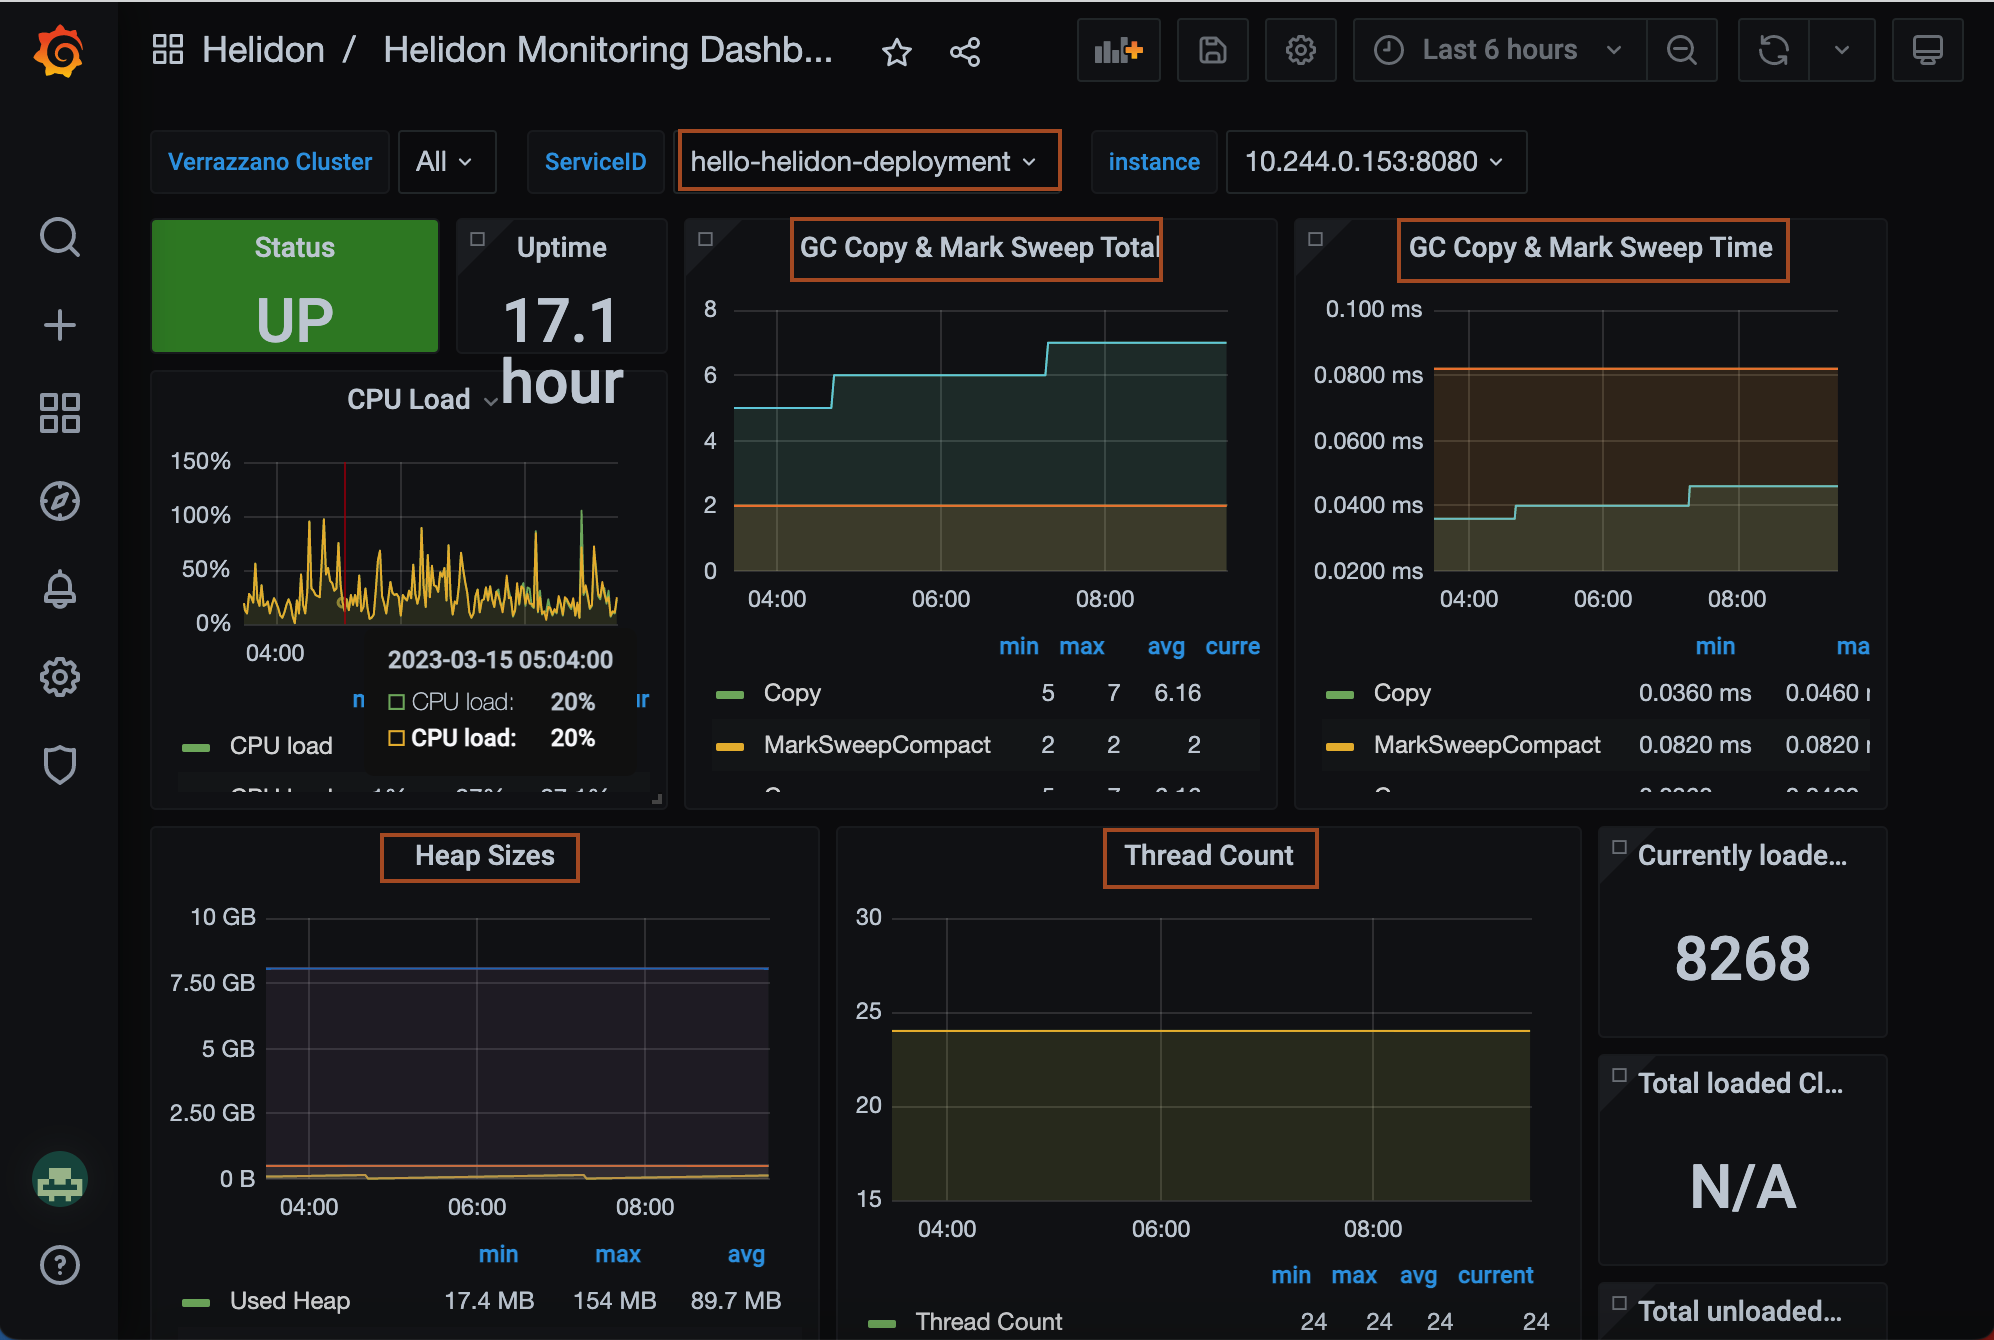 Helidon / Helidon Monitoring Dashb...
Last 6 hours
Verrazzano Cluster All ServiceID hello-helidon-deployment instance 10.244.0.153:8080
Status
UP
Uptime
17.1
hour
CPU Load
150%
100%
50%
0%
04:00
2023-03-15 05:04:00
CPU load: 20%
CPU load: 20%
CPU load
GC Copy & Mark Sweep Total
8
6
4
2
0
04:00 06:00 08:00
min max avg curre
Copy 5 7 6.16
MarkSweepCompact 2 2 2
GC Copy & Mark Sweep Time
0.100 ms
0.0800 ms
0.0600 ms
0.0400 ms
0.0200 ms
04:00 06:00 08:00
min ma
Copy 0.0360 ms 0.0460
MarkSweepCompact 0.0820 ms 0.0820
Heap Sizes
10 GB
7.50 GB
5 GB
2.50 GB
0 B
04:00 06:00 08:00
min max avg
Used Heap 17.4 MB 154 MB 89.7 MB
Thread Count
30
25
20
15
04:00 06:00 08:00
min max avg current
Thread Count 24 24 24 24
Currently loade...
8268
Total loaded Cl...
N/A
Total unloaded...